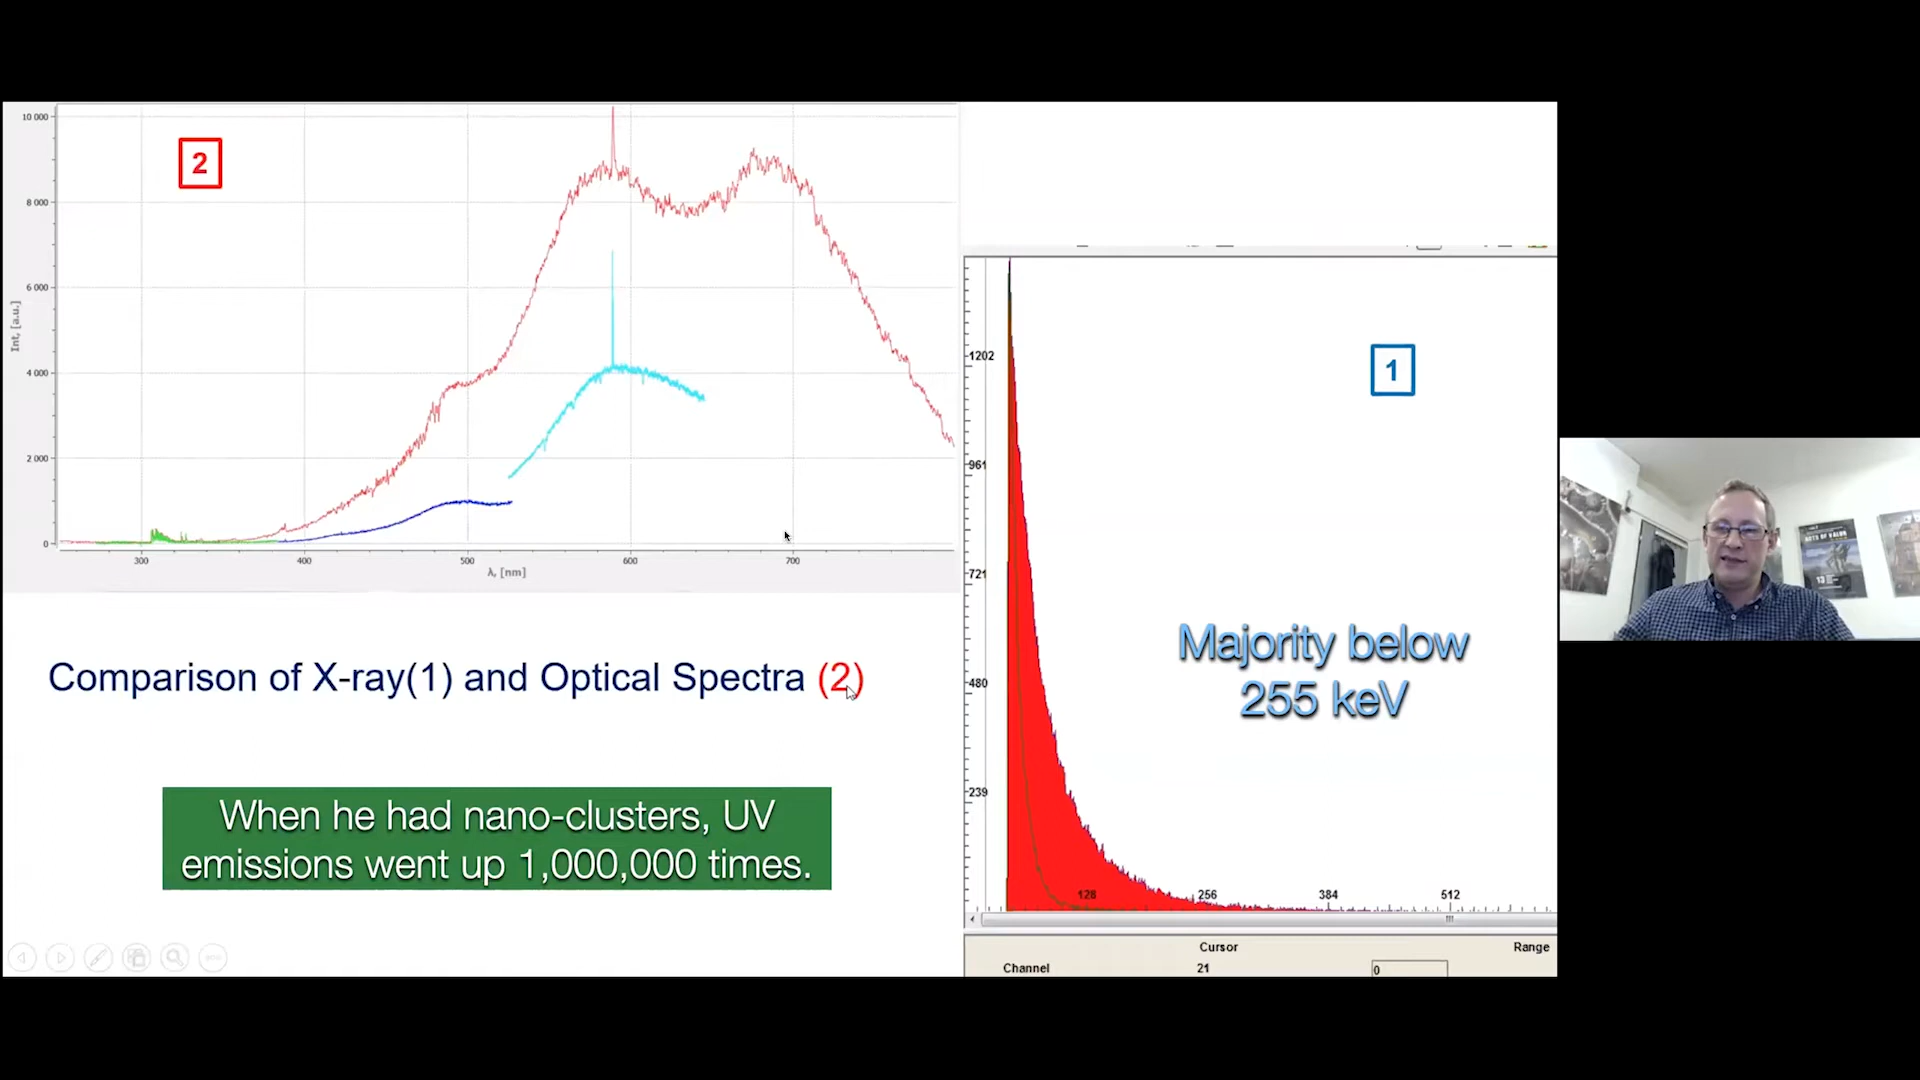 10 000
8 000
6 000
4 000
2 000
0
Int, [a.u.]
300
400
500
600
700
λ, [nm]
2
Comparison of X-ray(1) and Optical Spectra (2)
When he had nano-clusters, UV
emissions went up 1,000,000 times.
1202
961
721
480
239
128
256
384
512
1
Majority below
255 keV
Cursor
Range
Channel
21
0